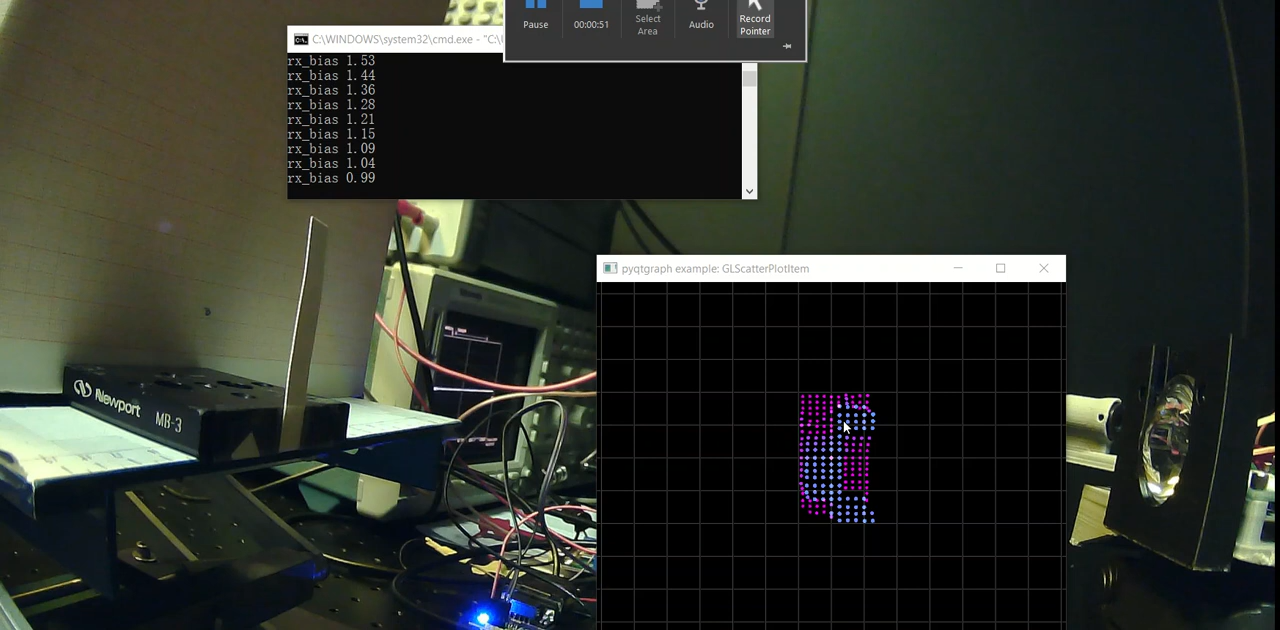 Pause
00:00:51
Select
Area
Audio
Record
Pointer
C:\WINDOWS\system32\cmd.exe - "C:\
rx_bias 1.53
rx_bias 1.44
rx_bias 1.36
rx_bias 1.28
rx_bias 1.21
rx_bias 1.15
rx_bias 1.09
rx_bias 1.04
rx_bias 0.99
pyqtgraph example: GLScatterPlotItem
Newport
MB-3